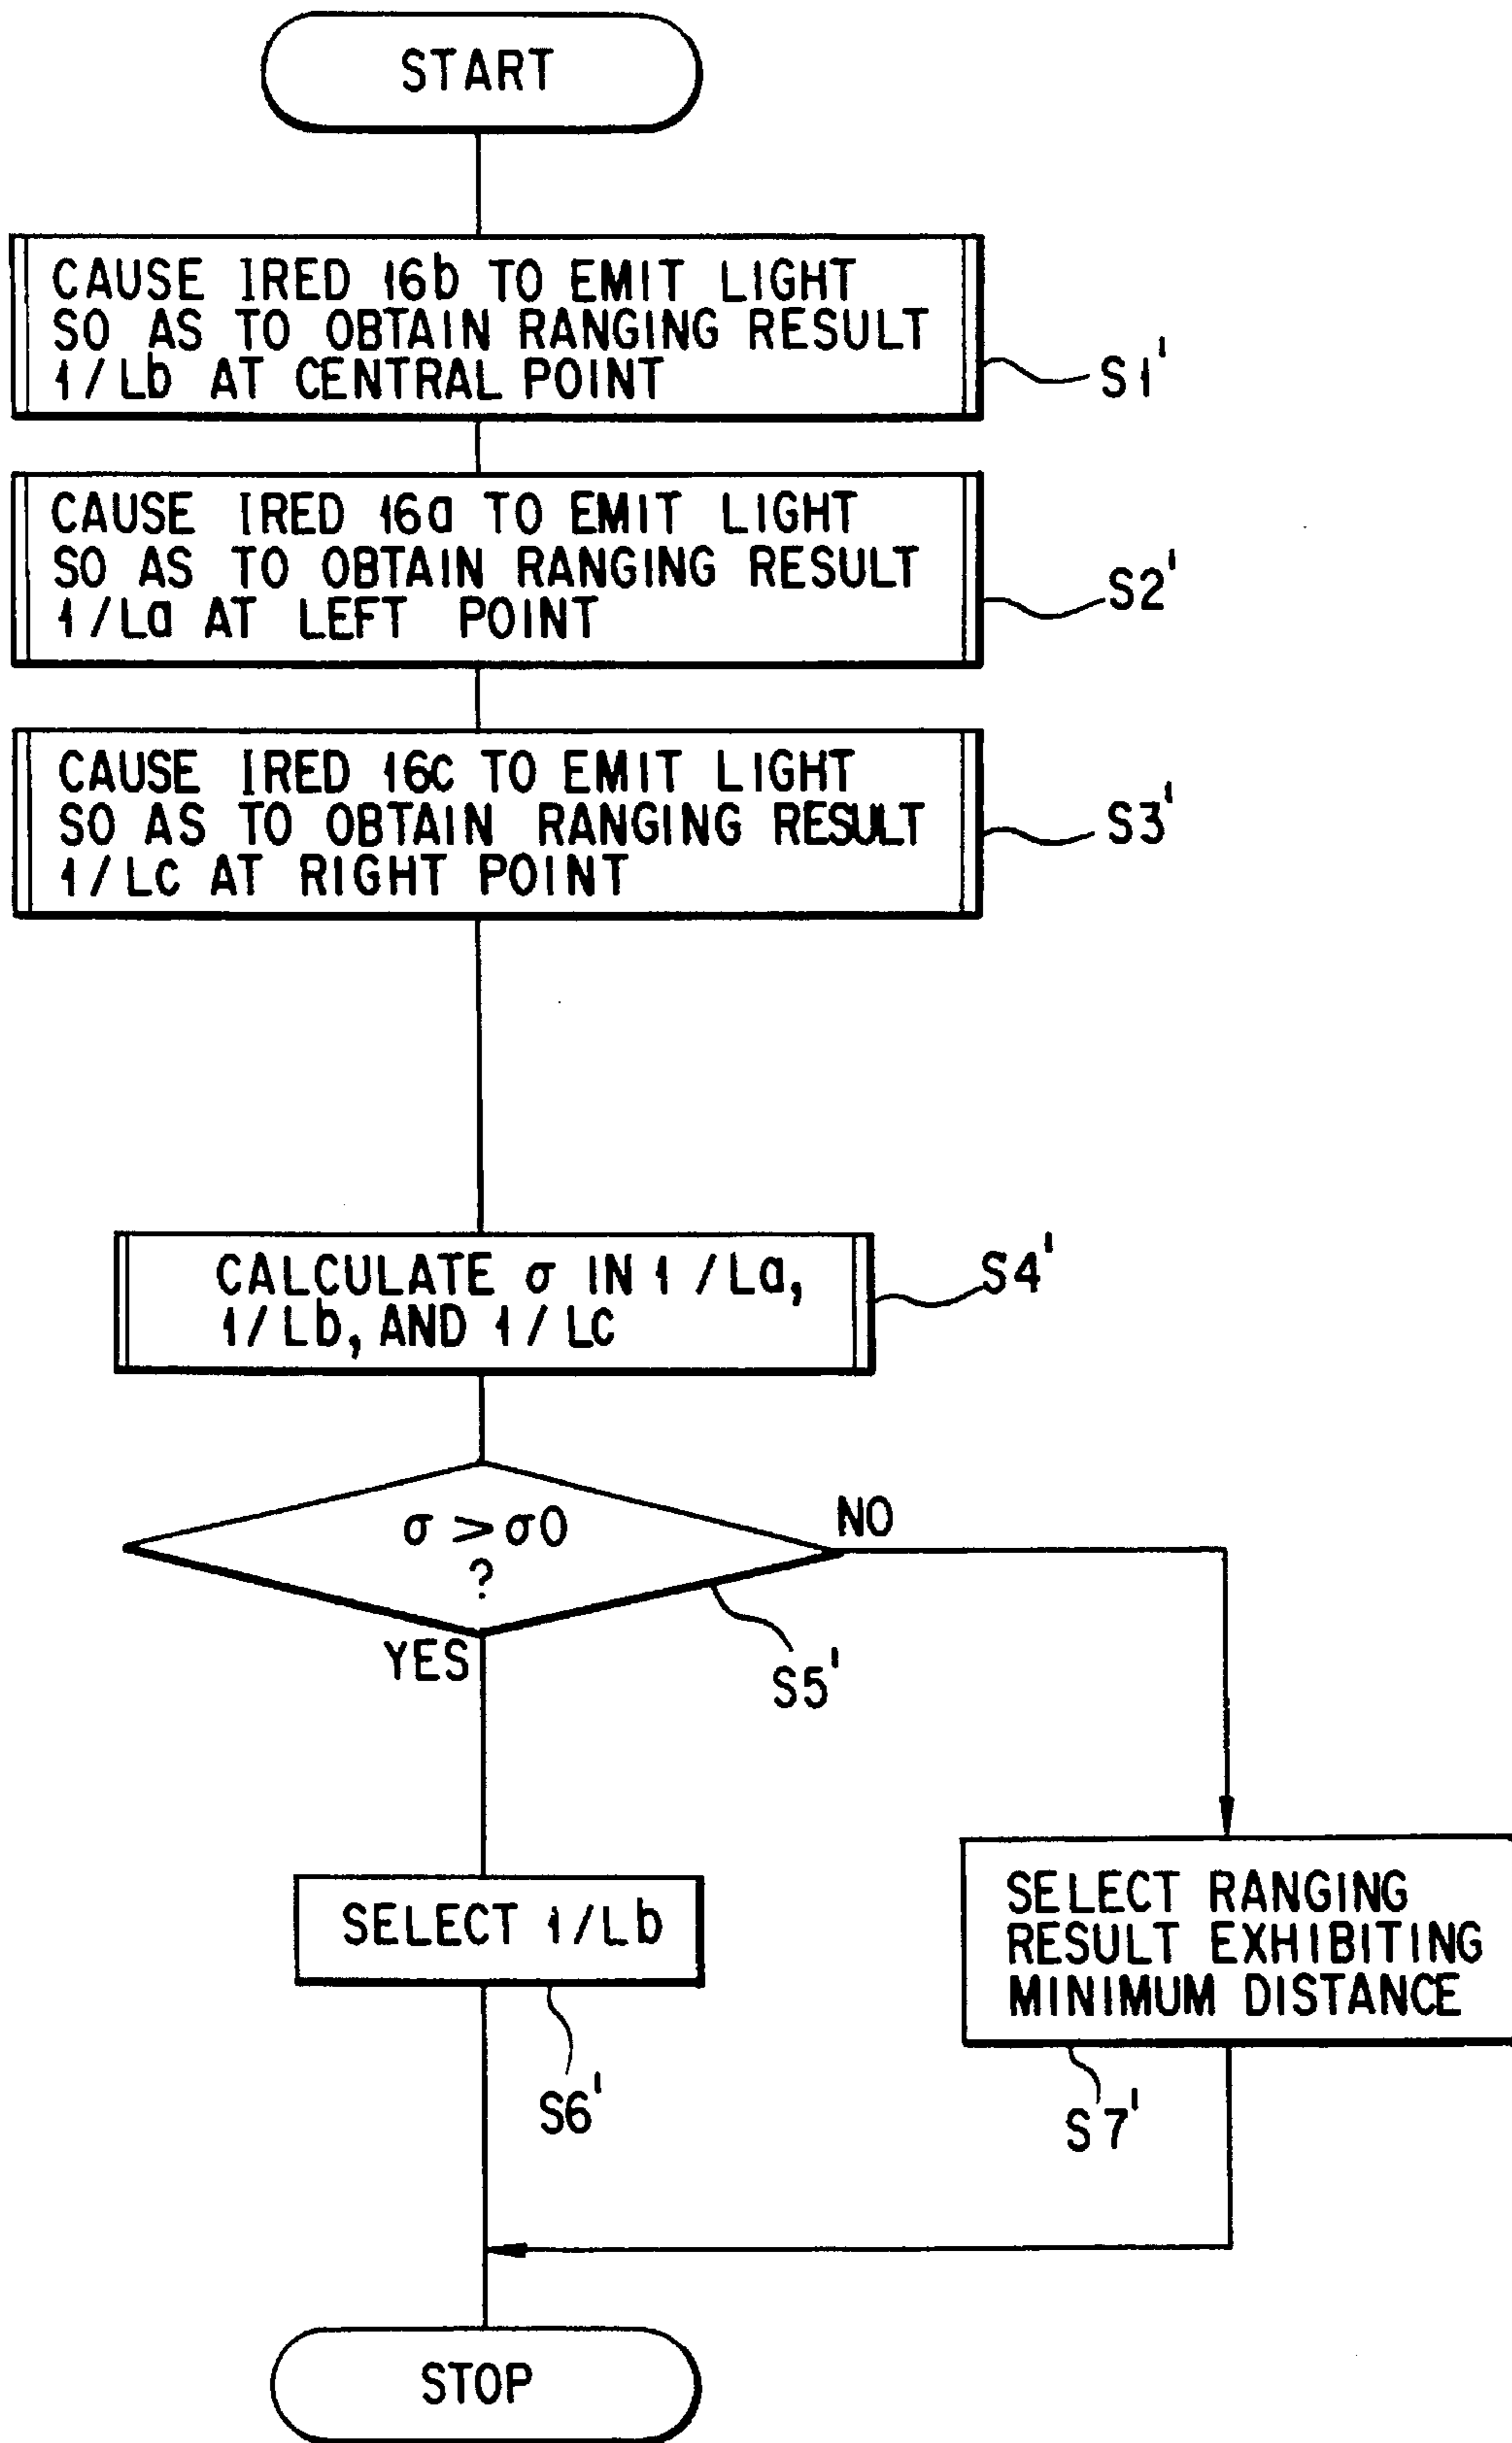 START
CAUSE IRED 16b TO EMIT LIGHT
SO AS TO OBTAIN RANGING RESULT
1/Lb AT CENTRAL POINT
S1'
CAUSE IRED 16a TO EMIT LIGHT
SO AS TO OBTAIN RANGING RESULT
1/La AT LEFT POINT
S2'
CAUSE IRED 16c TO EMIT LIGHT
SO AS TO OBTAIN RANGING RESULT
1/Lc AT RIGHT POINT
S3'
CALCULATE σ IN 1/La,
1/Lb, AND 1/Lc
S4'
σ > σ0
?
NO
YES
S5'
SELECT 1/Lb
S6'
SELECT RANGING
RESULT EXHIBITING
MINIMUM DISTANCE
S7'
STOP